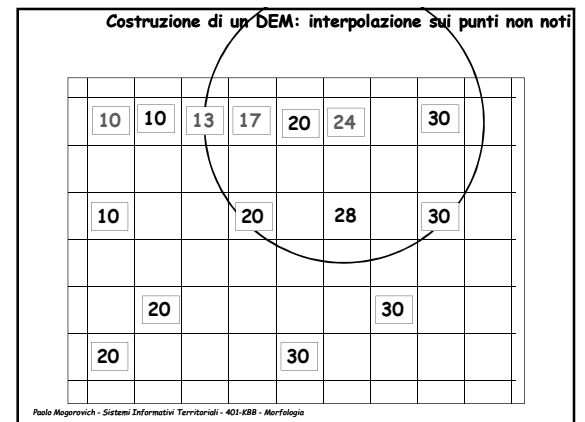 Costruzione di un DEM: interpolazione sui punti non noti
10 10 13 17 20 24 30
10 20 28 30
20 30
20 30
Paolo Mogorovich - Sistemi Informativi Territoriali - 401-KBB - Morfologia